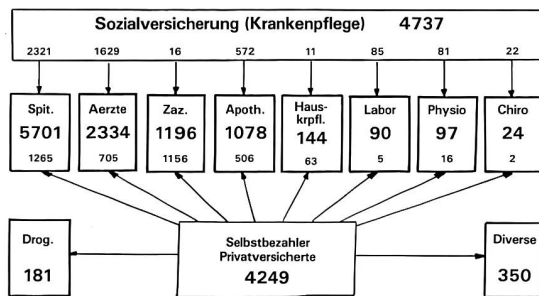 Sozialversicherung (Krankenpflege) 4737
2321 1629 16 572 11 85 81 22
Spit. Aerzte Zaz. Apoth. Haus-krpfl. Labor Physio Chiro
5701 2334 1196 1078 144 90 97 24
1265 705 1156 506 63 5 16 2
Drog.
181
Selbstbezahler
Privatversicherte
4249
Diverse
350